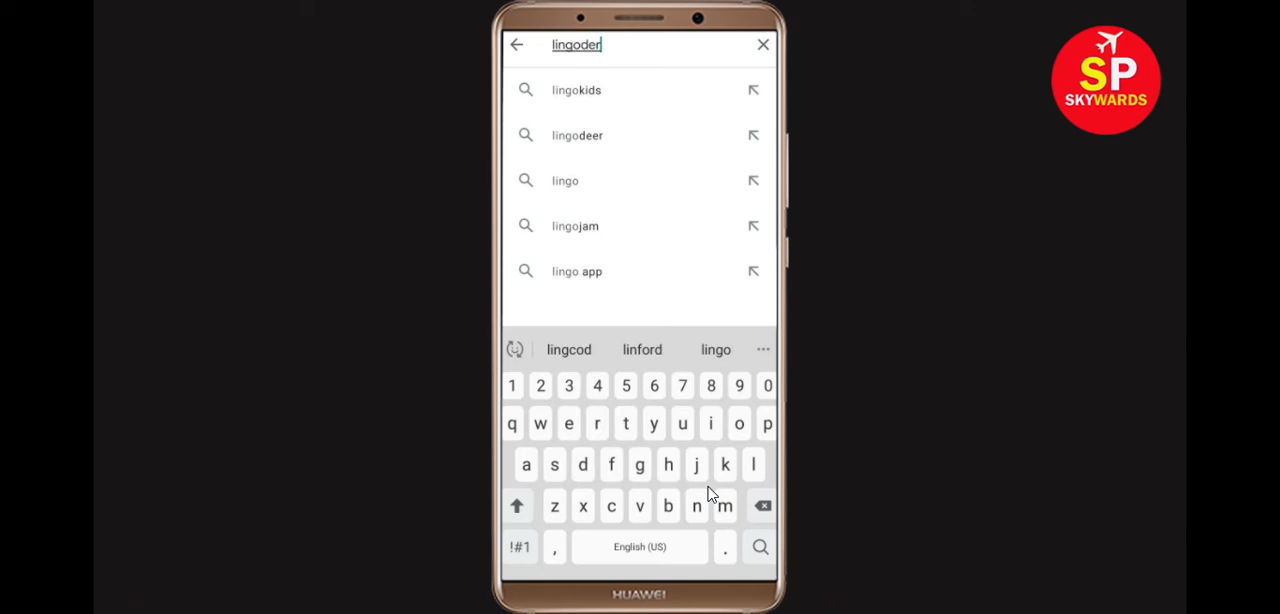 lingoder
SP
SKYWARDS
lingokids
lingodeer
lingo
lingojam
lingo app
lingcod linford lingo ...
1 2 3 4 5 6 7 8 9 0
q w e r t y u i o p
a s d f g h j k l
z x c v b n m
!#1 , English (US) .
HUAWEI